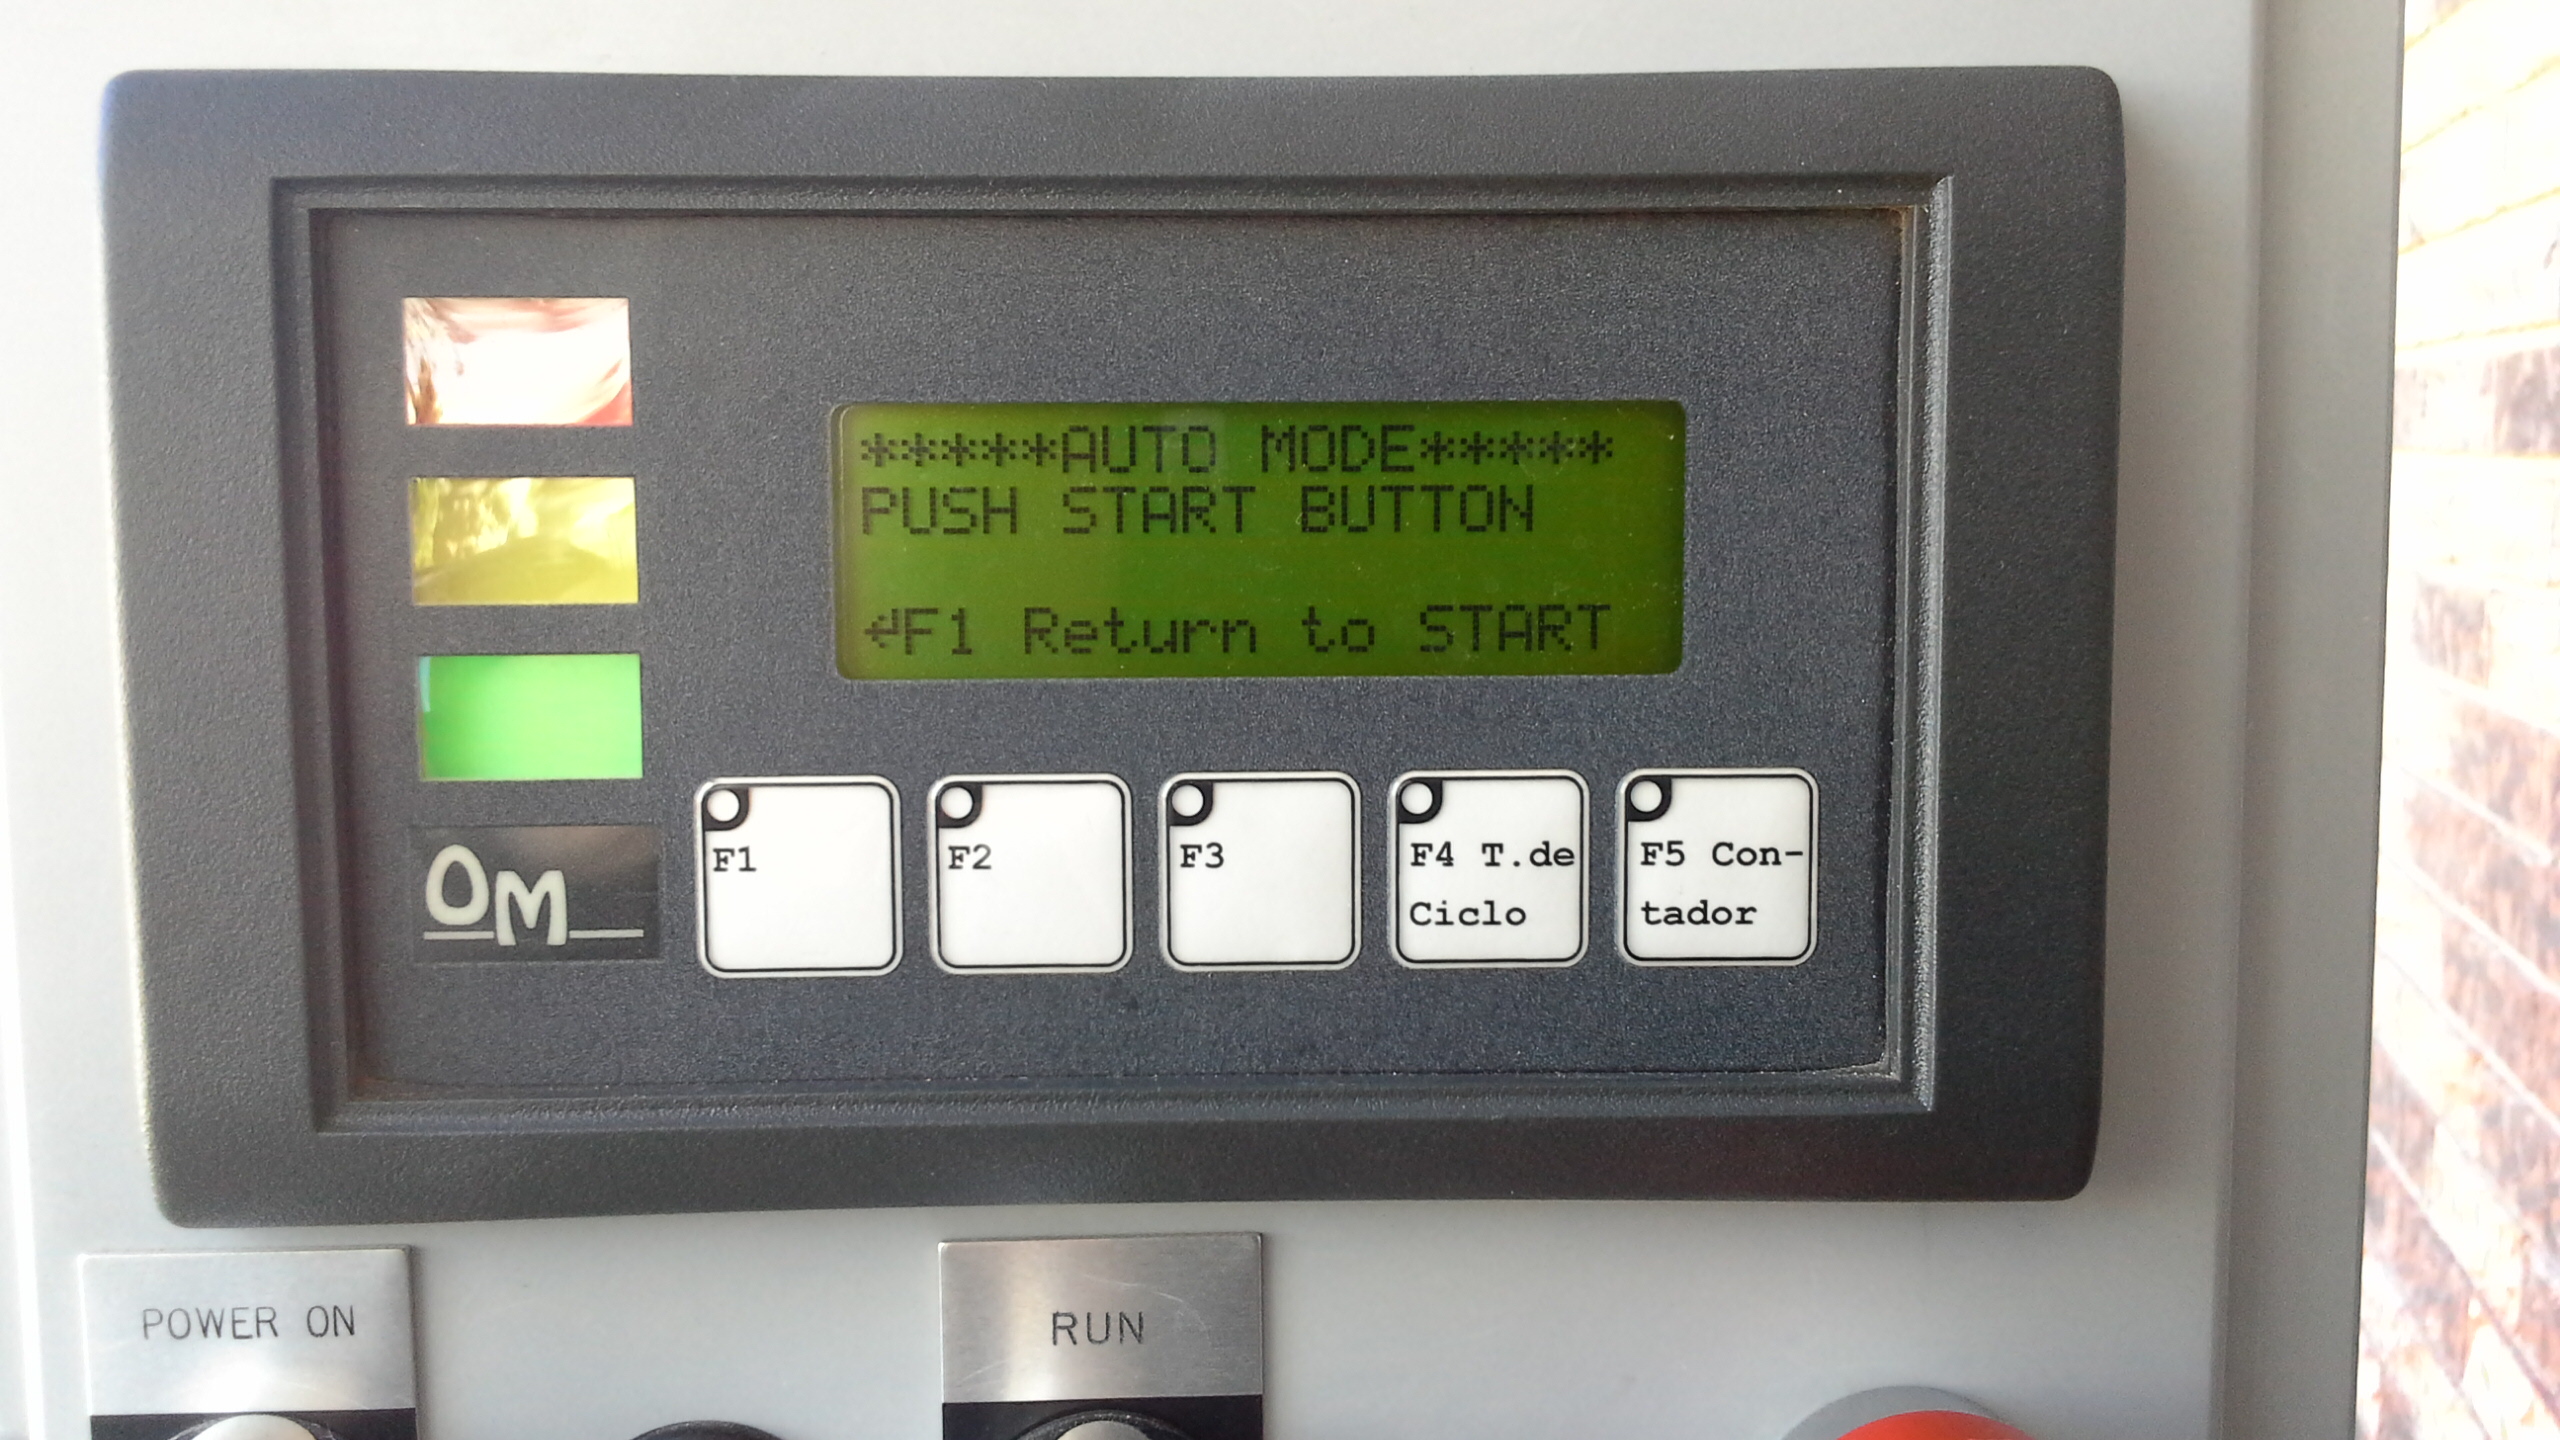 *****AUTO MODE*****
PUSH START BUTTON
↲F1 Return to START
F1
F2
F3
F4 T.de
Ciclo
F5 Con-
tador
OM
POWER ON
RUN